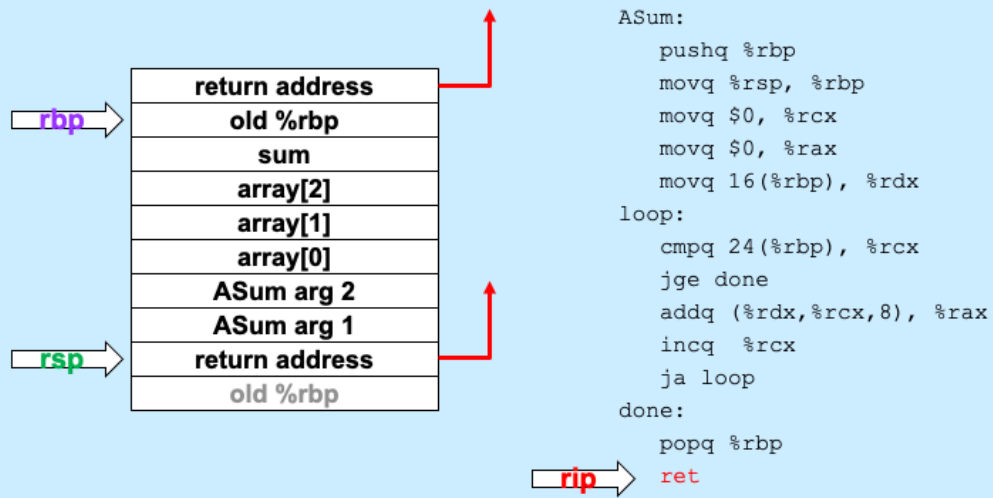 return address
rbp
old %rbp
sum
array[2]
array[1]
array[0]
ASum arg 2
ASum arg 1
rsp
return address
old %rbp
ASum:
pushq %rbp
movq %rsp, %rbp
movq $0, %rcx
movq $0, %rax
movq 16(%rbp), %rdx
loop:
cmpq 24(%rbp), %rcx
jge done
addq (%rdx,%rcx,8), %rax
incq  %rcx
ja loop
done:
popq %rbp
rip
ret